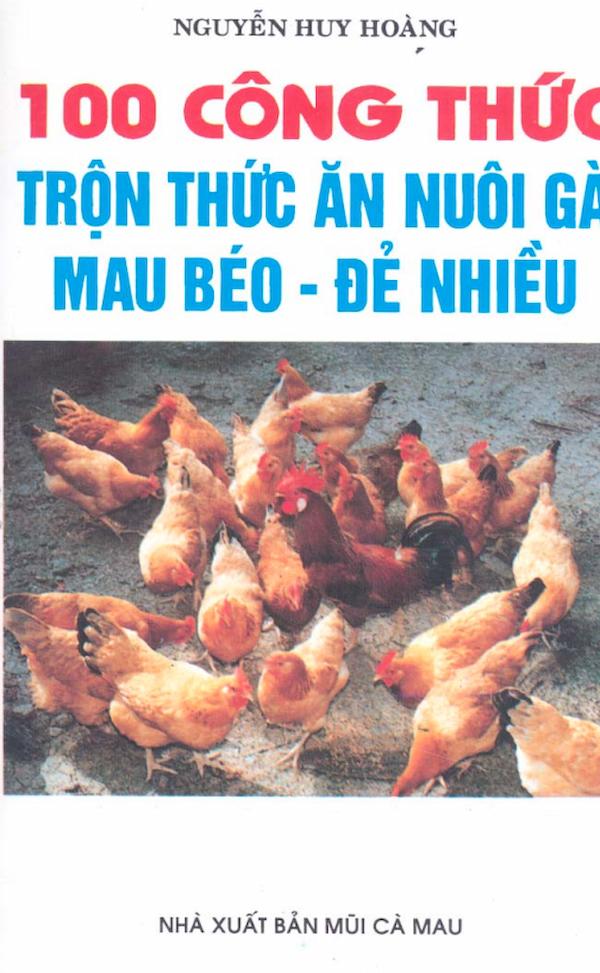 NGUYỄN HUY HOÀNG
100 CÔNG THỨC
TRỘN THỨC ĂN NUÔI GÀ
MAU BÉO - ĐẺ NHIỀU
NHÀ XUẤT BẢN MŨI CÀ MAU